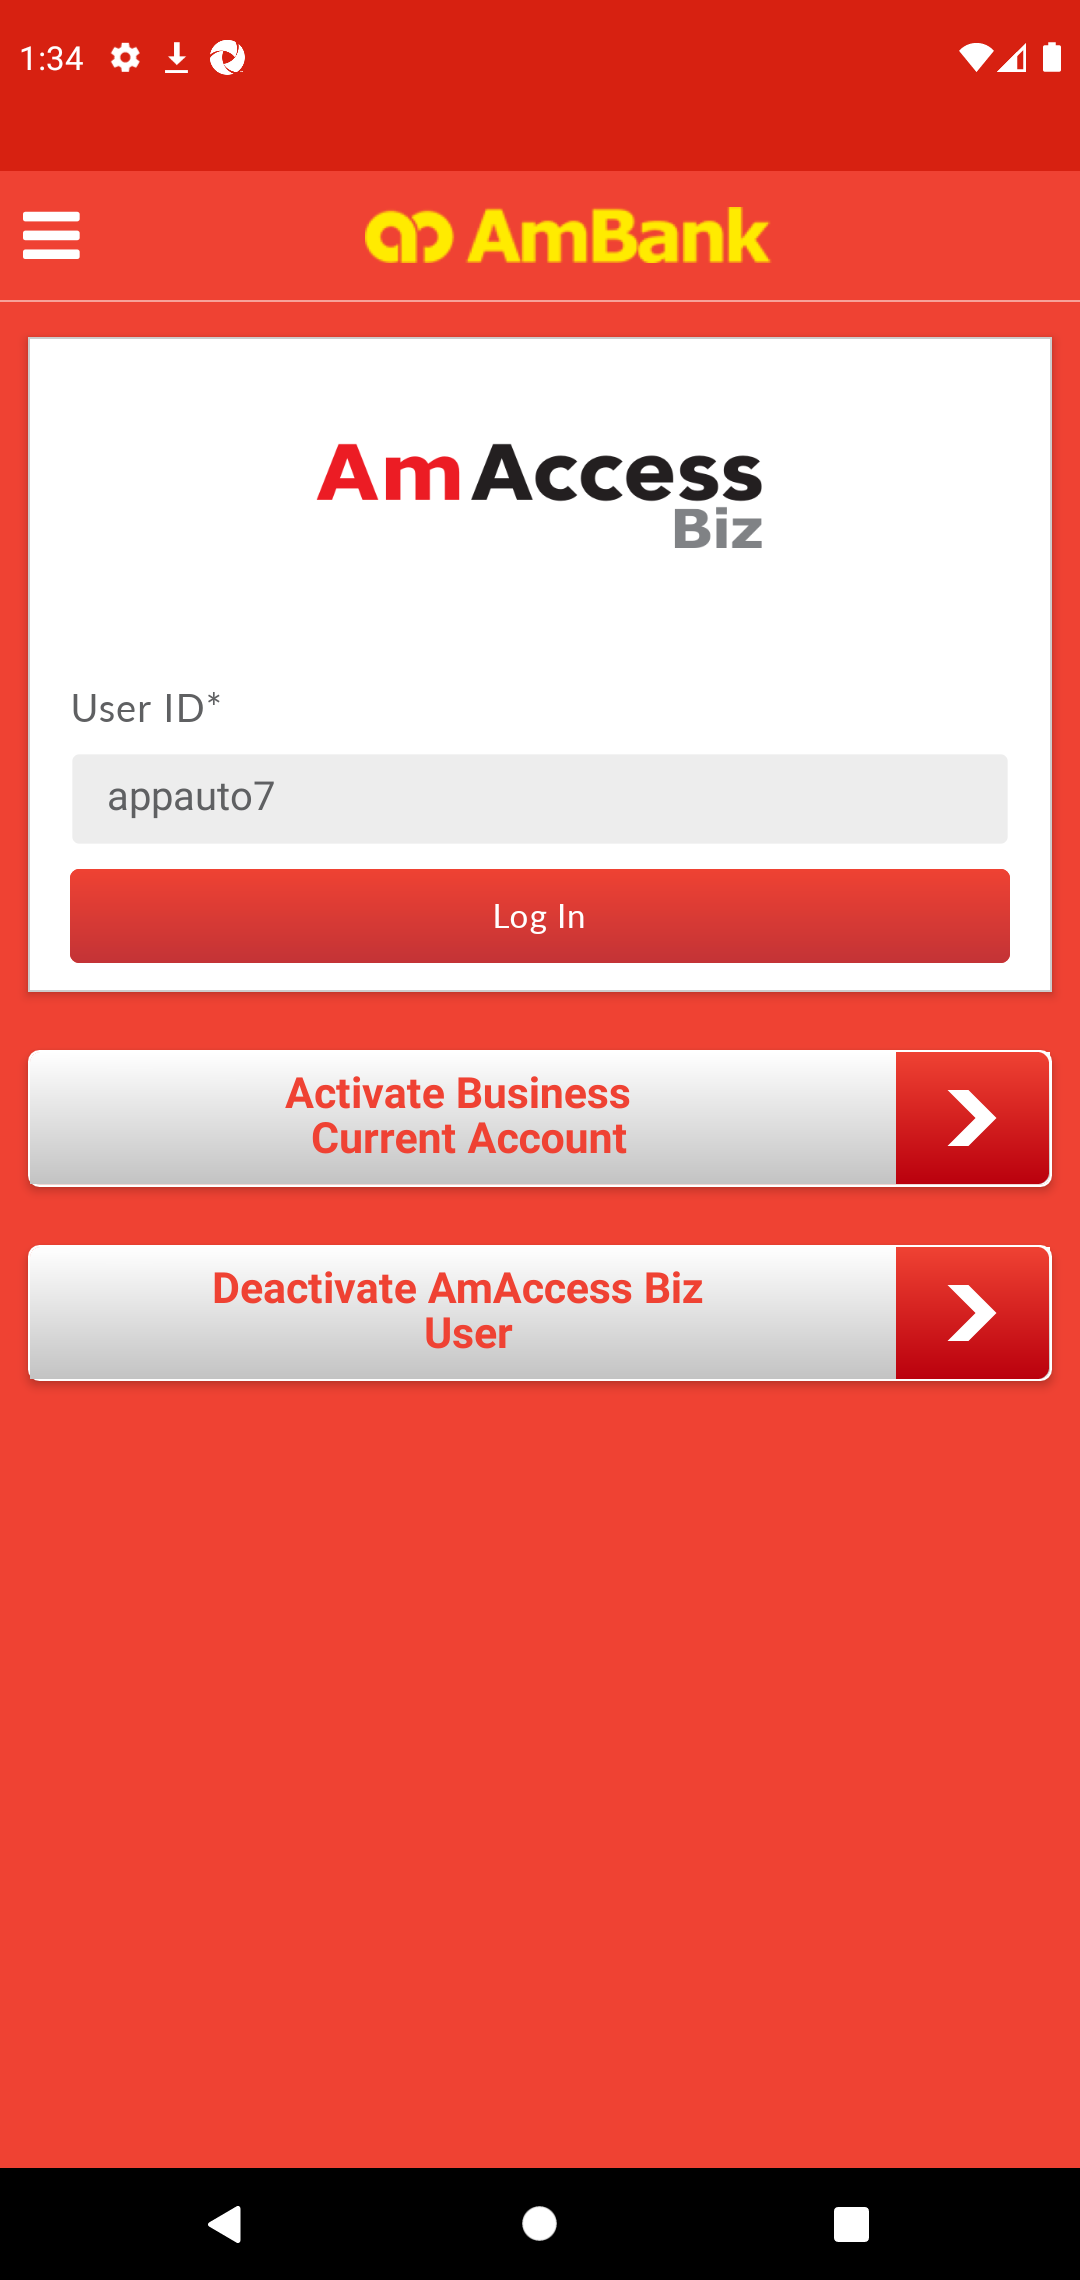 1:34
AmBank
AmAccess
Biz
User ID*
appauto7
Log In
Activate Business
Current Account
Deactivate AmAccess Biz
User